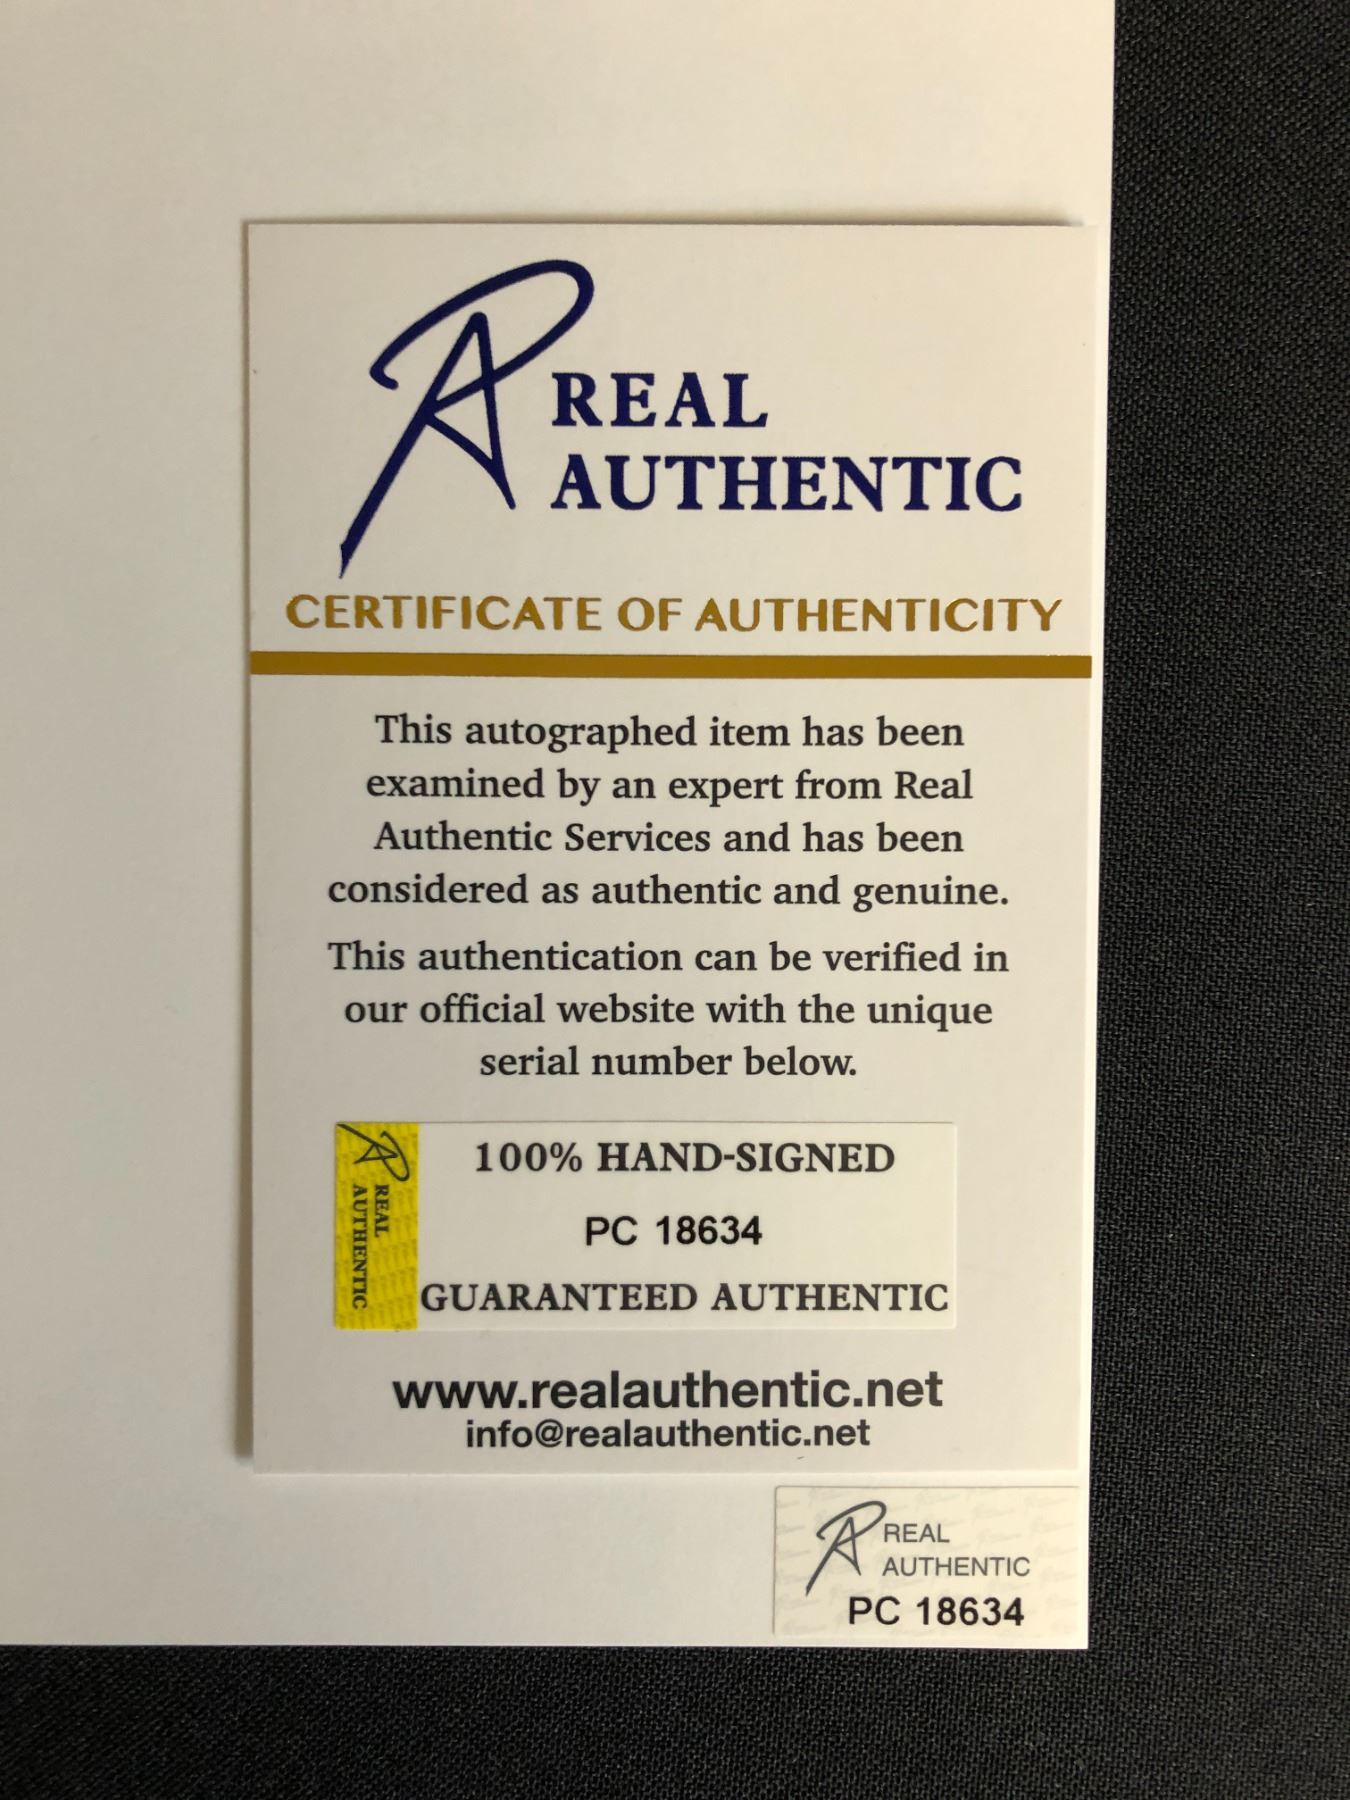 REAL
AUTHENTIC
CERTIFICATE OF AUTHENTICITY
This autographed item has been
examined by an expert from Real
Authentic Services and has been
considered as authentic and genuine.
This authentication can be verified in
our official website with the unique
serial number below.
REAL
AUTHENTIC
100% HAND-SIGNED
PC 18634
GUARANTEED AUTHENTIC
www.realauthentic.net
info@realauthentic.net
REAL
AUTHENTIC
PC 18634